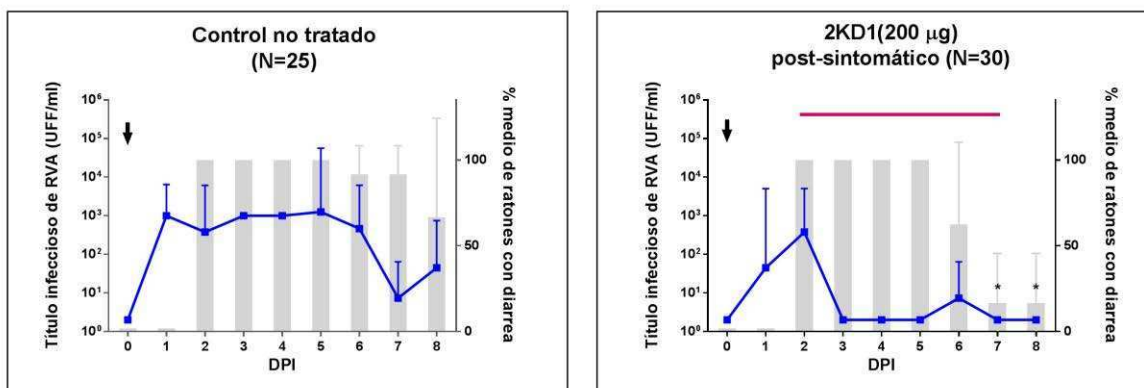 Control no tratado
(N=25)
Titulo infeccioso de RVA (UFF/ml)
10⁶
10⁵
10⁴
10³
10²
10¹
10⁰
100
50
0
% medio de ratones con diarrea
0 1 2 3 4 5 6 7 8
DPI
2KD1(200 µg)
post-sintomático (N=30)
Titulo infeccioso de RVA (UFF/ml)
10⁶
10⁵
10⁴
10³
10²
10¹
10⁰
100
50
0
% medio de ratones con diarrea
* *
0 1 2 3 4 5 6 7 8
DPI